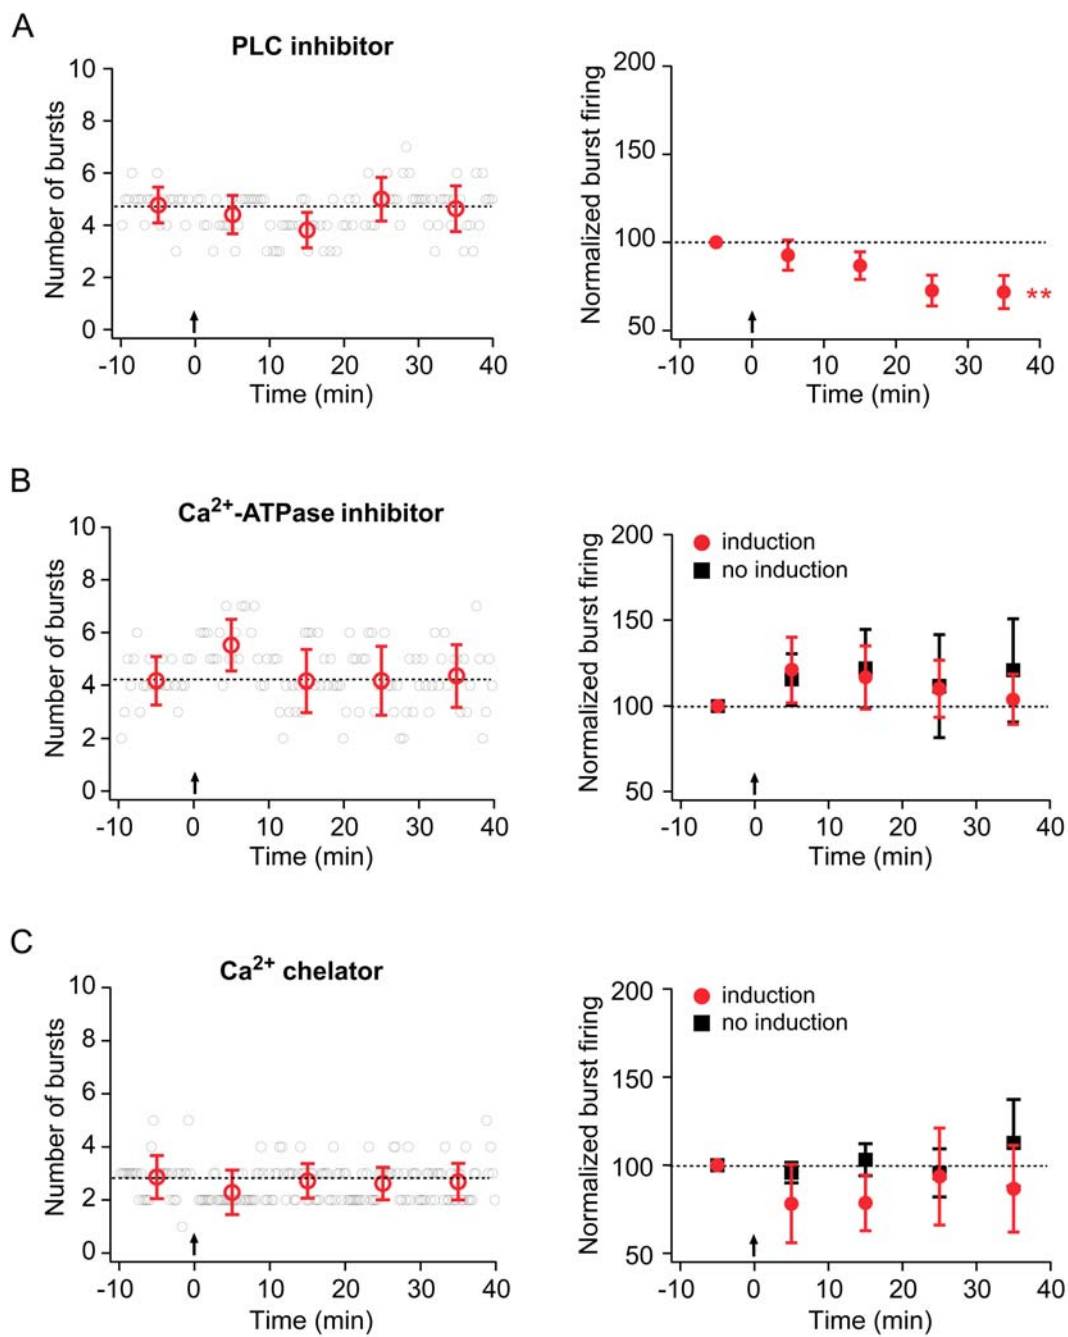 A
PLC inhibitor
Number of bursts
10
8
6
4
2
0
-10 0 10 20 30 40
Time (min)
Normalized burst firing
200
150
100
50
**
-10 0 10 20 30 40
Time (min)
B
Ca2+-ATPase inhibitor
Number of bursts
10
8
6
4
2
0
-10 0 10 20 30 40
Time (min)
Normalized burst firing
200
150
100
50
induction
no induction
-10 0 10 20 30 40
Time (min)
C
Ca2+ chelator
Number of bursts
10
8
6
4
2
0
-10 0 10 20 30 40
Time (min)
Normalized burst firing
200
150
100
50
induction
no induction
-10 0 10 20 30 40
Time (min)